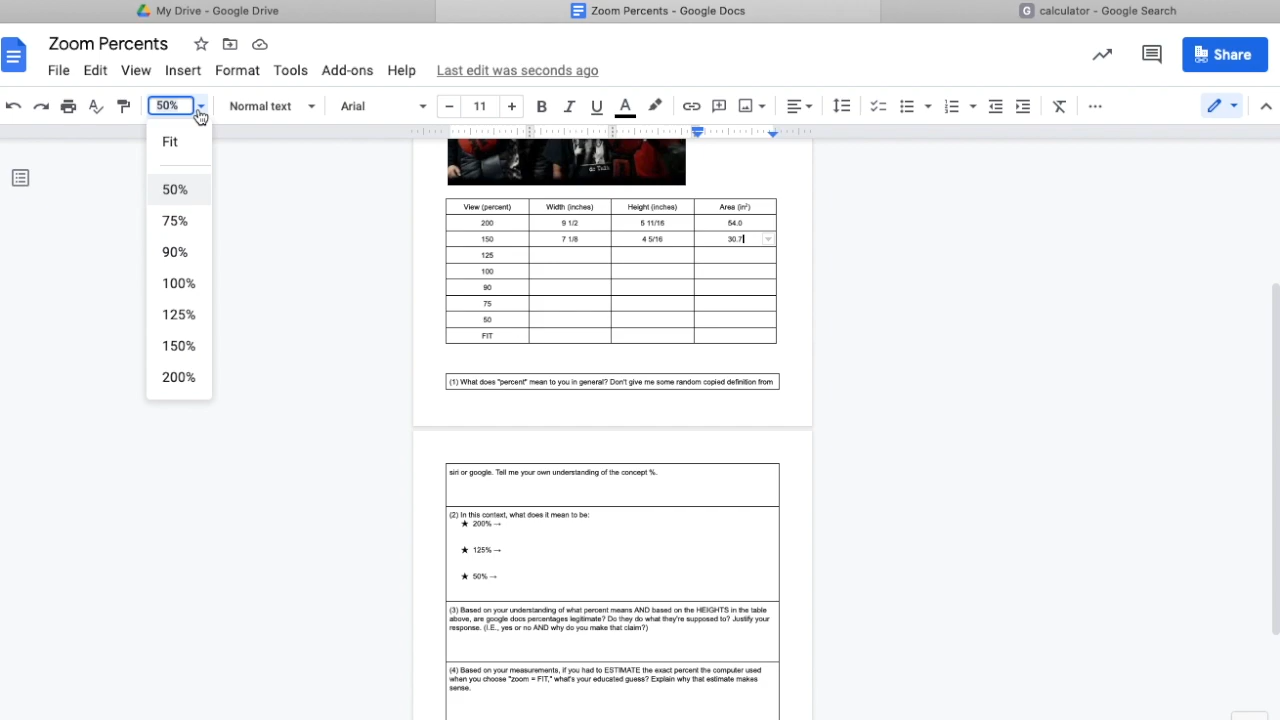 My Drive - Google Drive
Zoom Percents - Google Docs
G calculator - Google Search
Zoom Percents
File Edit View Insert Format Tools Add-ons Help Last edit was seconds ago
Share
50% Normal text Arial − 11 + B I U A
Fit
50%
75%
90%
100%
125%
150%
200%
dr Talk
View (percent) Width (inches) Height (inches) Area (in²)
200 9 1/2 5 11/16 54.0
150 7 1/8 4 5/16 30.7
125
100
90
75
50
FIT
(1) What does "percent" mean to you in general? Don't give me some random copied definition from
siri or google. Tell me your own understanding of the concept %.
(2) In this context, what does it mean to be:
★ 200% →
★ 125% →
★ 50% →
(3) Based on your understanding of what percent means AND based on the HEIGHTS in the table
above, are google docs percentages legitimate? Do they do what they're supposed to? Justify your
response. (I.E., yes or no AND why do you make that claim?)
(4) Based on your measurements, if you had to ESTIMATE the exact percent the computer used
when you choose "zoom = FIT," what's your educated guess? Explain why that estimate makes
sense.